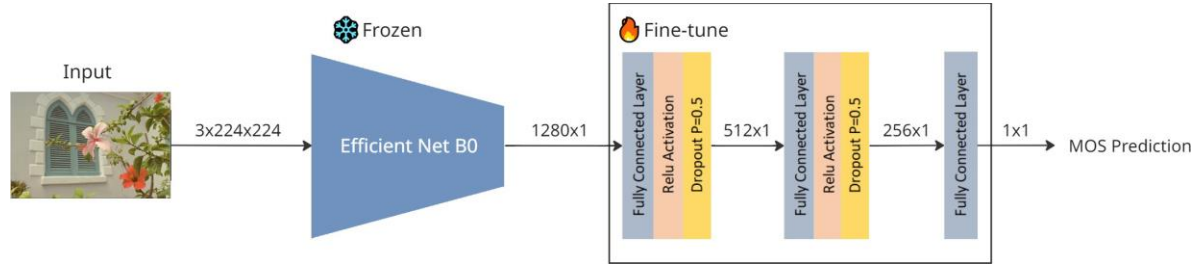 Frozen
Fine-tune
Input
3x224x224
Efficient Net B0
1280x1
Fully Connected Layer
Relu Activation
Dropout P=0.5
512x1
Fully Connected Layer
Relu Activation
Dropout P=0.5
256x1
Fully Connected Layer
1x1
MOS Prediction